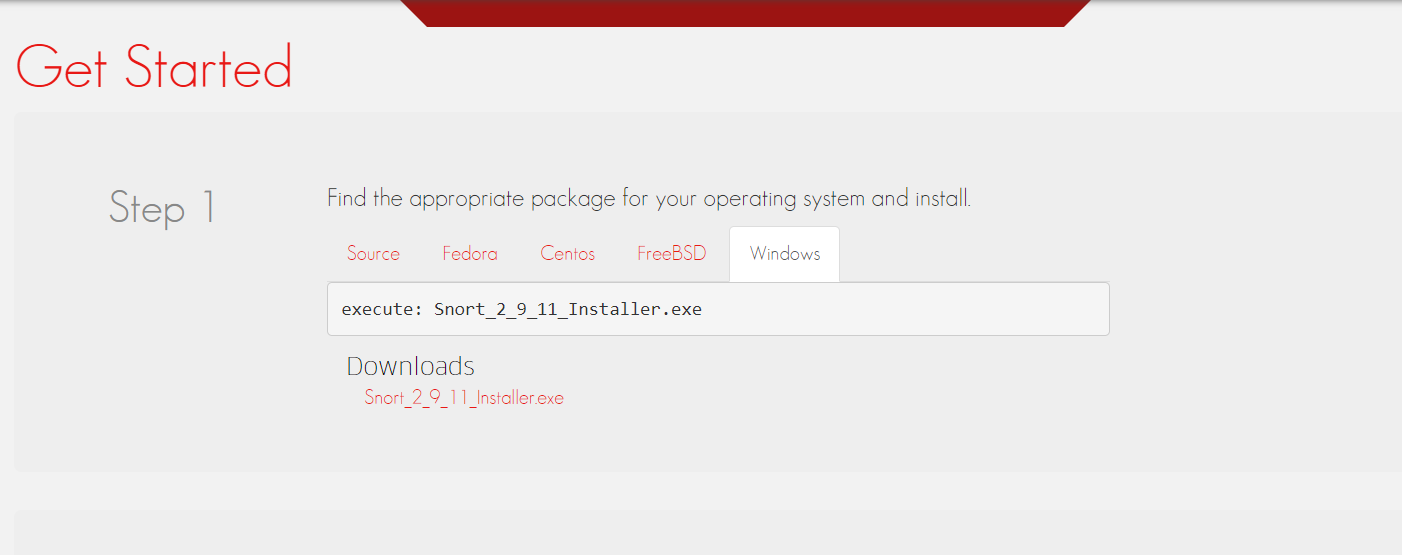 Get Started
Step 1
Find the appropriate package for your operating system and install.
Source Fedora Centos FreeBSD Windows
execute: Snort_2_9_11_Installer.exe
Downloads
Snort_2_9_11_Installer.exe